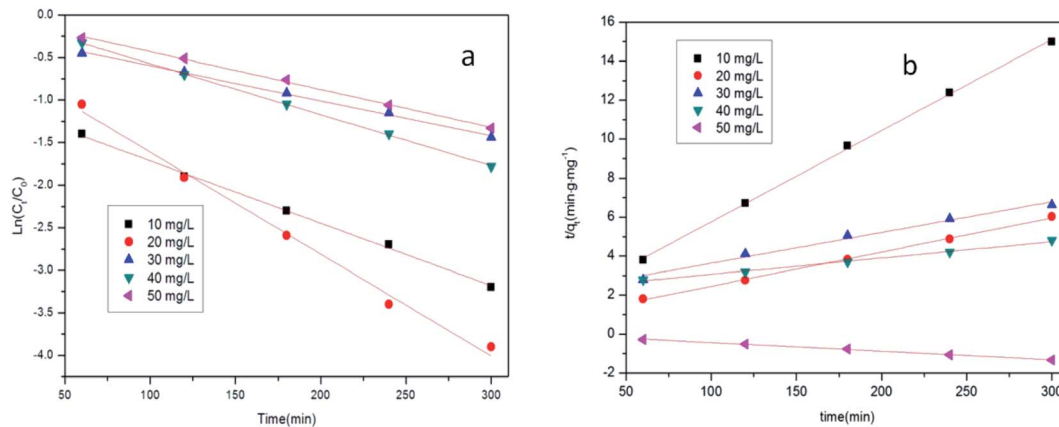 a
0.0
-0.5
-1.0
-1.5
-2.0
-2.5
-3.0
-3.5
-4.0
Ln(Ct/C0)
10 mg/L
20 mg/L
30 mg/L
40 mg/L
50 mg/L
50 100 150 200 250 300
Time(min)
b
16
14
12
10
8
6
4
2
0
-2
t/qt(min·g·mg-1)
10 mg/L
20 mg/L
30 mg/L
40 mg/L
50 mg/L
50 100 150 200 250 300
time(min)